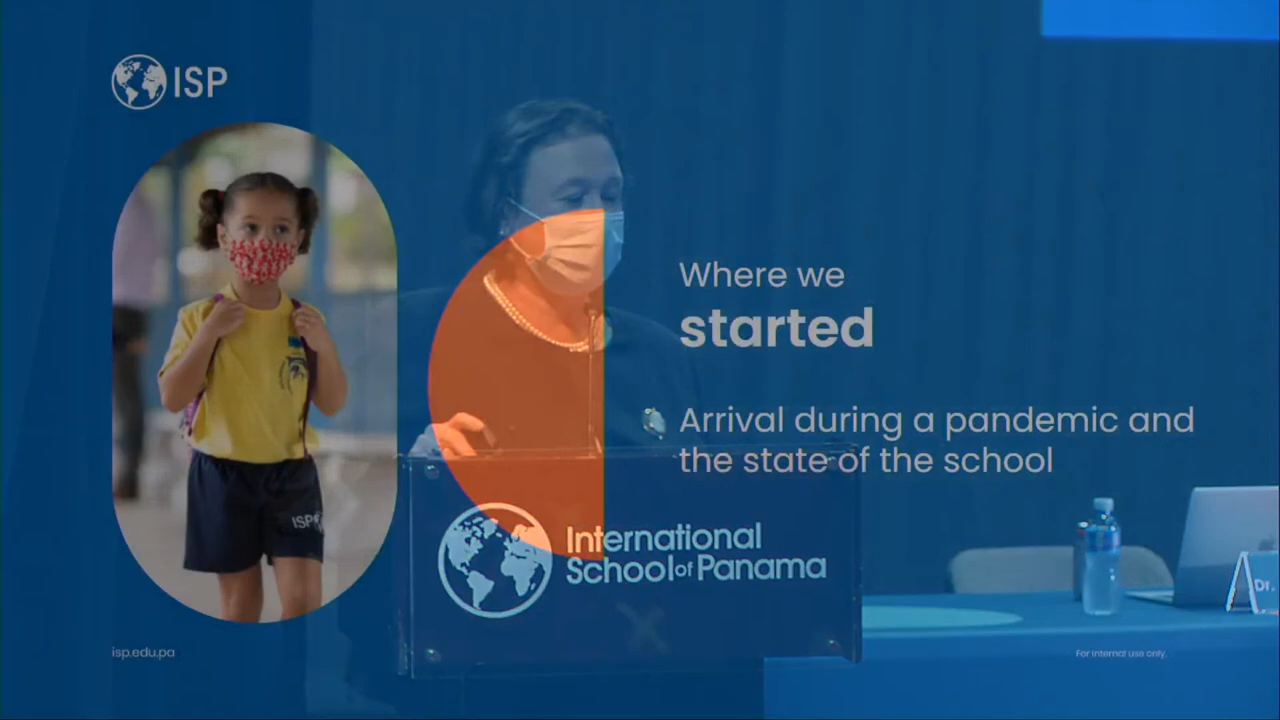 ISP
Where we
started
Arrival during a pandemic and
the state of the school
ISP
International
School of Panama
Dr.
isp.edu.pa
For internal use only.